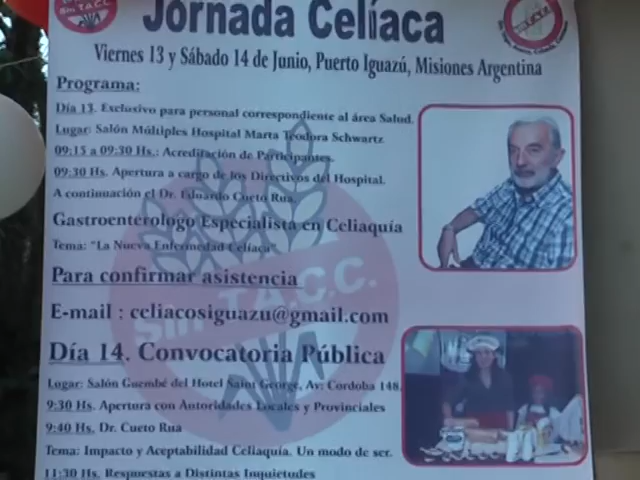 Jornada Celíaca
Viernes 13 y Sábado 14 de Junio, Puerto Iguazú, Misiones Argentina
Programa:
Día 13. Exclusivo para personal correspondiente al área Salud.
Lugar: Salón Múltiples Hospital Marta Teodora Schwartz
09:15 a 09:30 Hs.: Acreditación de Participantes.
09:30 Hs. Apertura a cargo de los Directivos del Hospital.
A continuación el Dr. Eduardo Cueto Rua.
Gastroenterologo Especialista en Celiaquía
Tema: "La Nueva Enfermedad Celíaca".
Para confirmar asistencia
E-mail : celiacosiguazu@gmail.com
Día 14. Convocatoria Pública
Lugar: Salón Guembé del Hotel Saint George, Av: Cordoba 148.
9:30 Hs. Apertura con Autoridades Locales y Provinciales
9:40 Hs. Dr. Cueto Rua
Tema: Impacto y Aceptabilidad Celiaquía. Un modo de ser.
11:30 Hs. Respuestas a Distintas Inquietudes
Sin T.A.C.C.
Sin T.A.C.C.